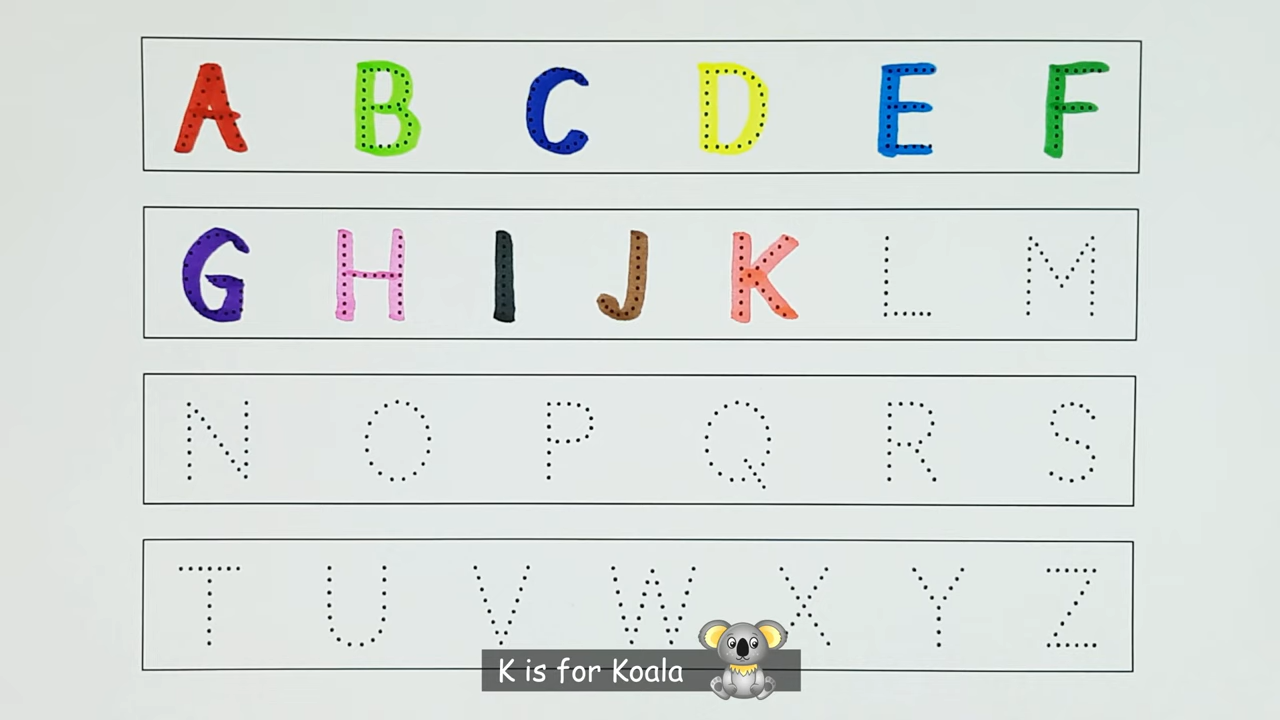 A B C D E F
G H I J K L M
N O P Q R S
T U V W X Y Z
K is for Koala